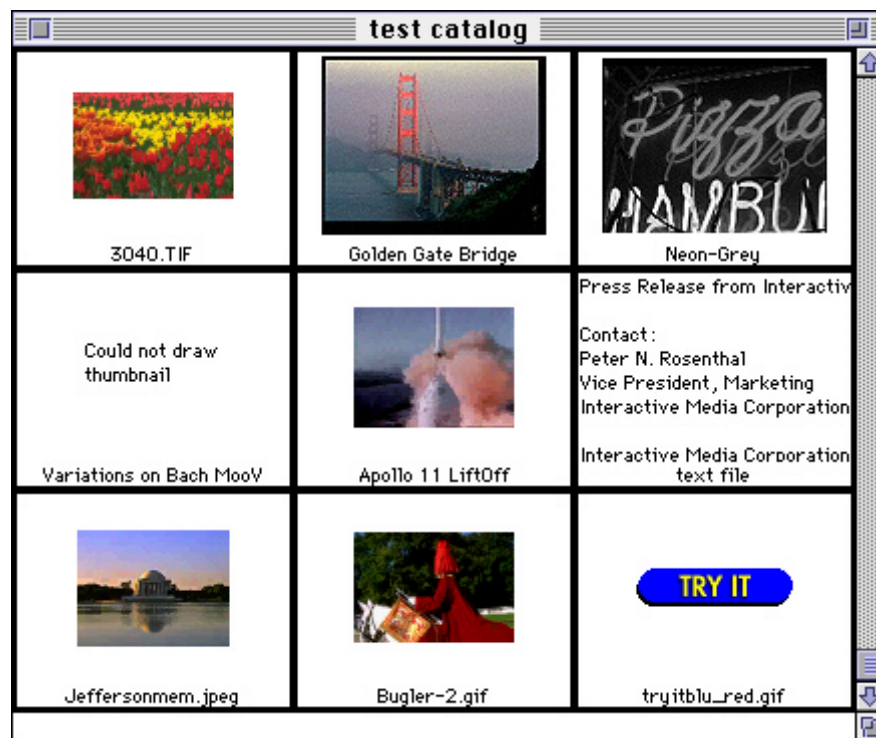 test catalog
3040.TIF
Golden Gate Bridge
Pizza
HAMBU
Neon-Grey
Could not draw
thumbnail
Variations on Bach MooV
Apollo 11 LiftOff
Press Release from Interactiv
Contact:
Peter N. Rosenthal
Vice President, Marketing
Interactive Media Corporation
Interactive Media Corporation
text file
Jeffersonmem.jpeg
Bugler-2.gif
TRY IT
tryitblu_red.gif